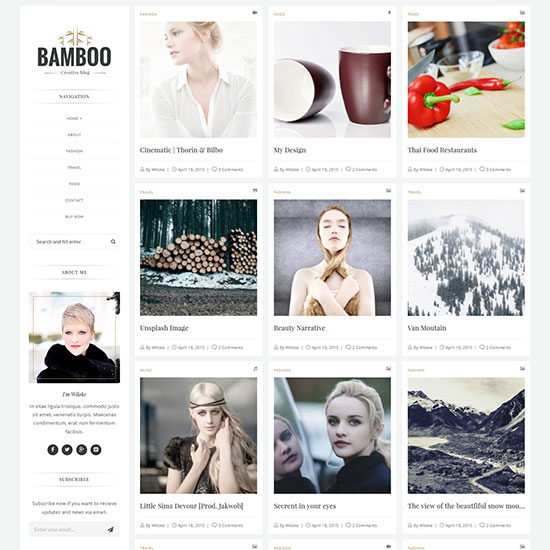 BAMBOO
Creative blog
NAVIGATION
HOME +
ABOUT
FASHION
TRAVEL
FOOD
CONTACT
BUY NOW
Search and hit enter
ABOUT ME
I'm Wiloke
In vitae ligula tristique, commodo justo
sit amet, venenatis turpis. Maecenas
condimentum, erat non fermentum
facilisis.
SUBSCRIBLE
Subscribe now if you want to recieve
updates and news via email.
Enter your email...
FASHION
Cinematic | Thorin & Bilbo
By Wiloke | April 19, 2015 | 3 Comments
FOOD
My Design
By Wiloke | April 19, 2015 | 2 Comments
FOOD
Thai Food Restaurants
By Wiloke | April 19, 2015 | 2 Comments
TRAVEL
Unsplash Image
By Wiloke | April 19, 2015 | 2 Comments
FASHION
Beauty Narrative
By Wiloke | April 19, 2015 | 2 Comments
TRAVEL
Van Moutain
By Wiloke | April 19, 2015 | 2 Comments
MUSIC
Little Simz Devour [Prod. Jakwob]
By Wiloke | April 19, 2015 | 2 Comments
FASHION
Secrent in your eyes
By Wiloke | April 19, 2015 | 2 Comments
FASHION
The view of the beautfiful snow mou...
By Wiloke | April 19, 2015 | 2 Comments
TRAVEL
FASHION
FASHION